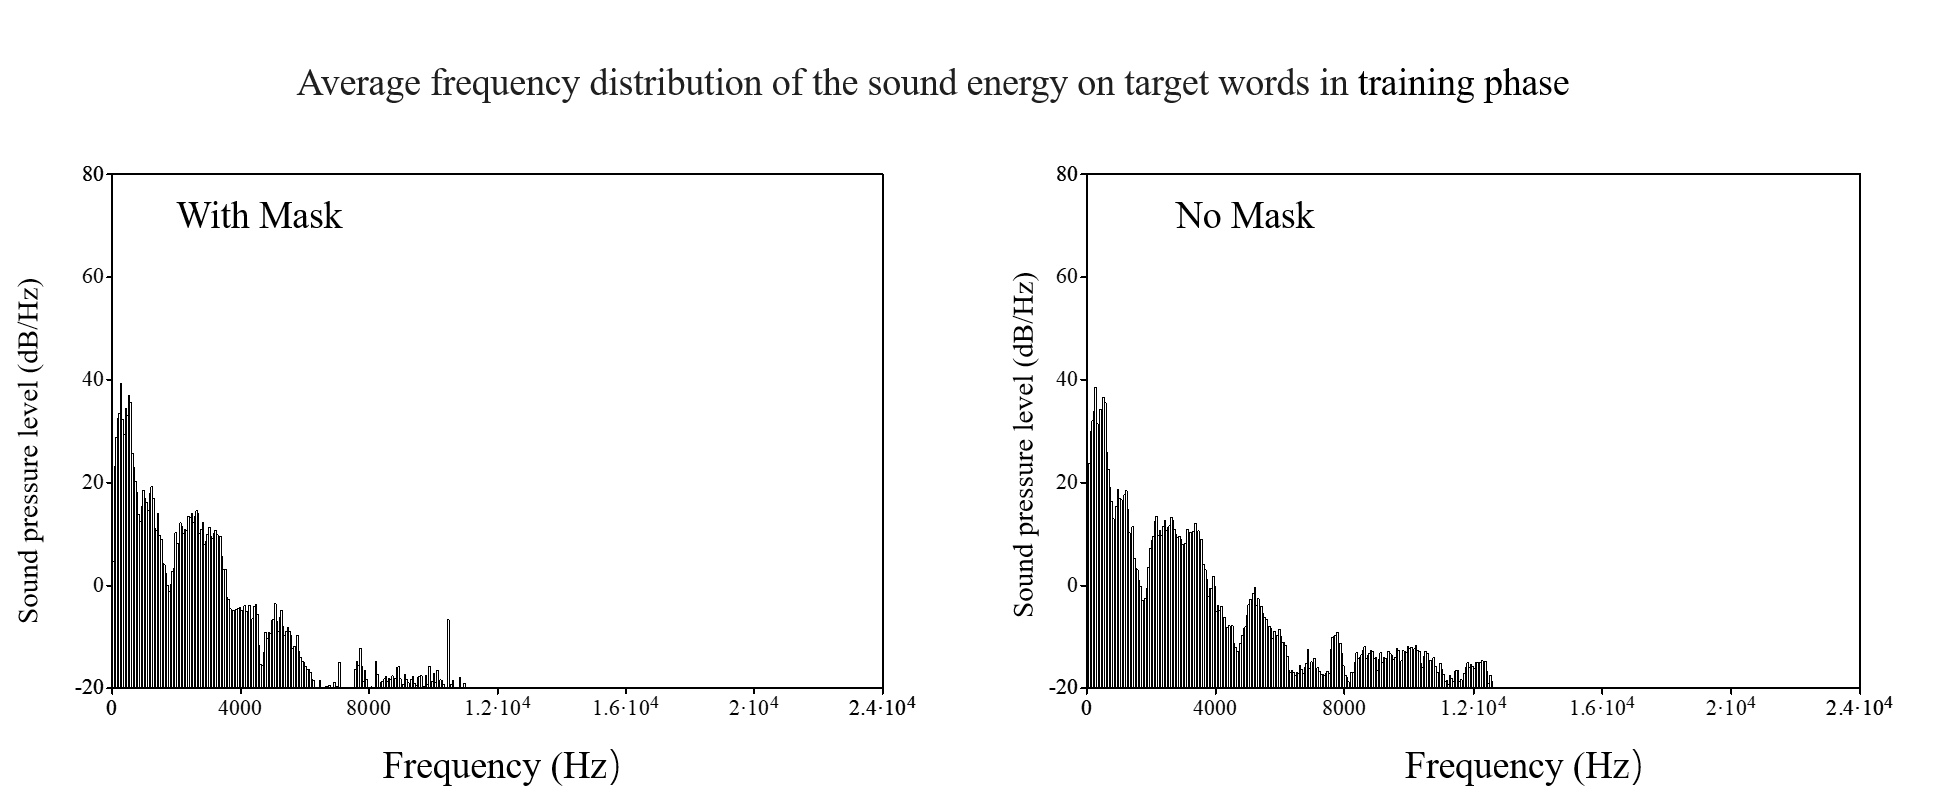 Average frequency distribution of the sound energy on target words in training phase
With Mask
Sound pressure level (dB/Hz)
80
60
40
20
0
-20
0 4000 8000 1.2·10⁴ 1.6·10⁴ 2·10⁴ 2.4·10⁴
Frequency (Hz)
No Mask
Sound pressure level (dB/Hz)
80
60
40
20
0
-20
0 4000 8000 1.2·10⁴ 1.6·10⁴ 2·10⁴ 2.4·10⁴
Frequency (Hz)